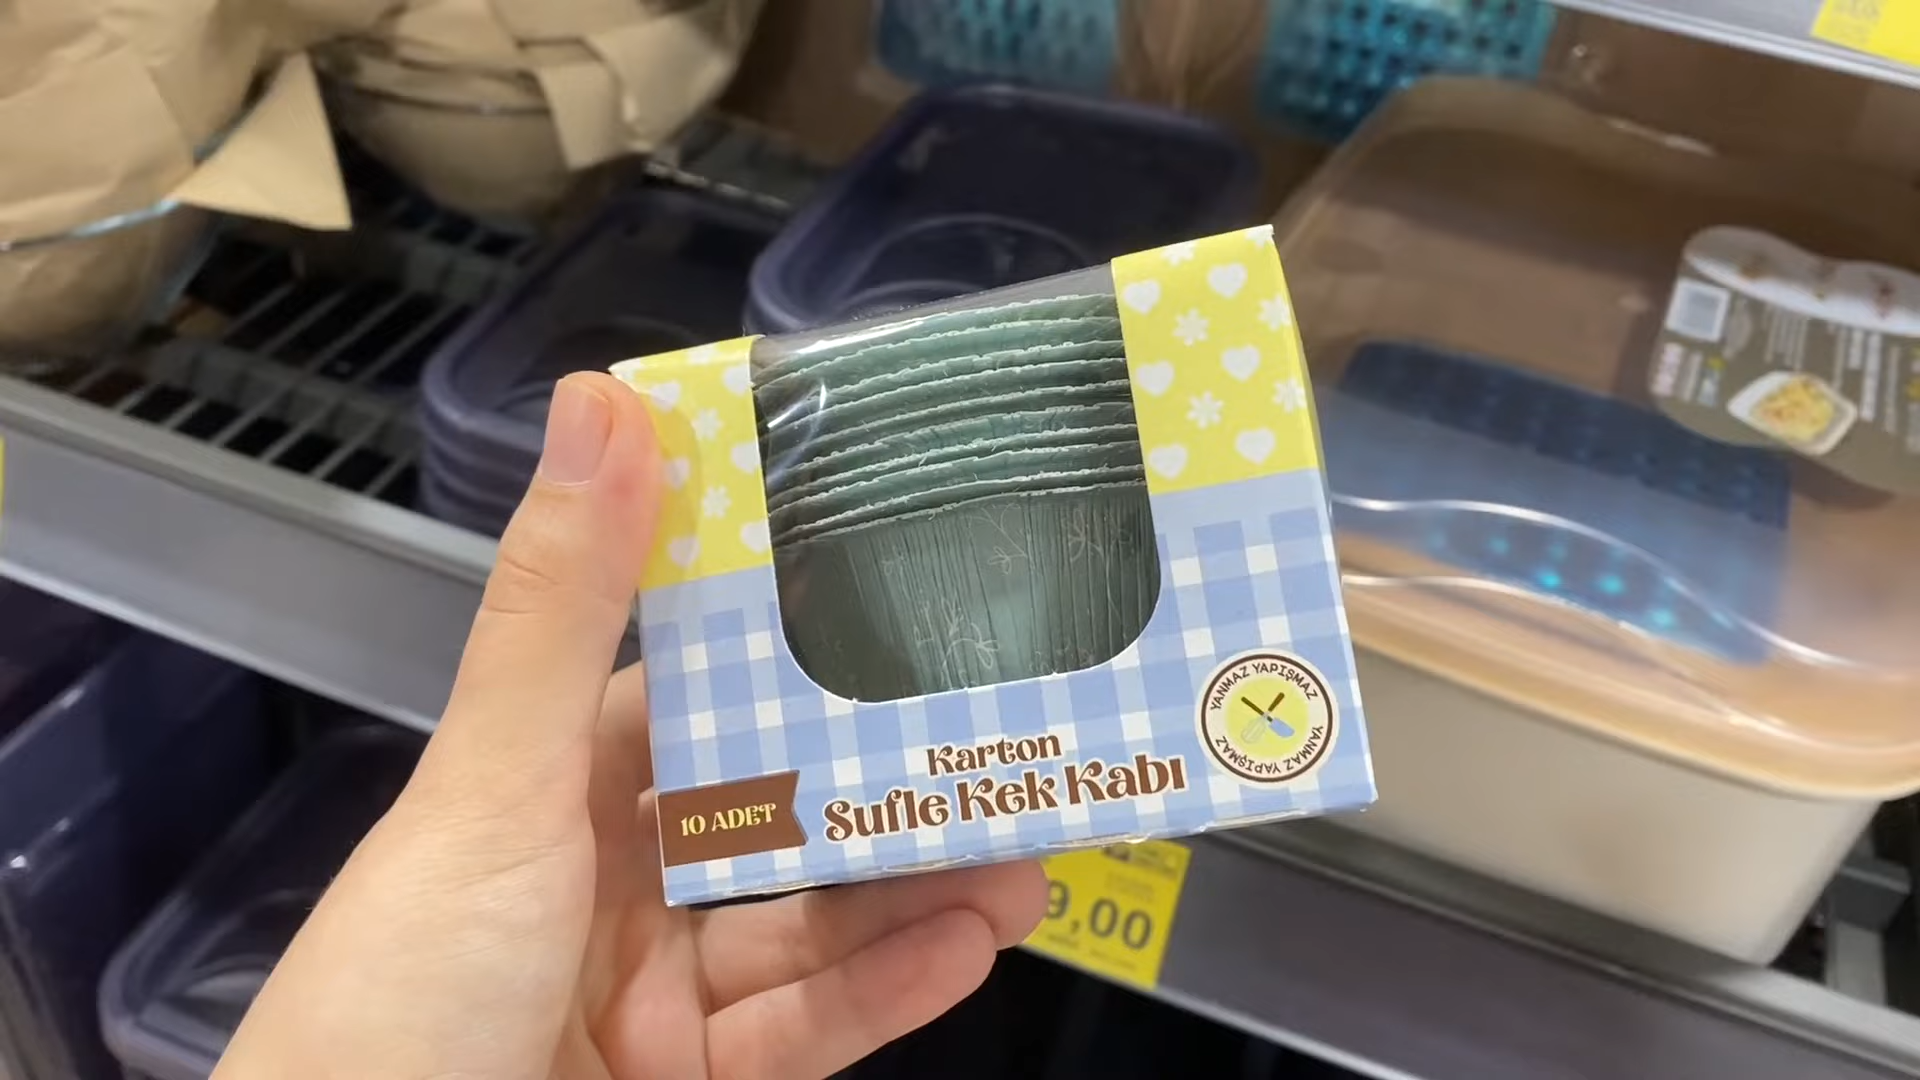 Karton
Sufle Kek Kabı
10 ADET
YANMAZ YAPIŞMAZ
YANMAZ YAPIŞMAZ
9,00